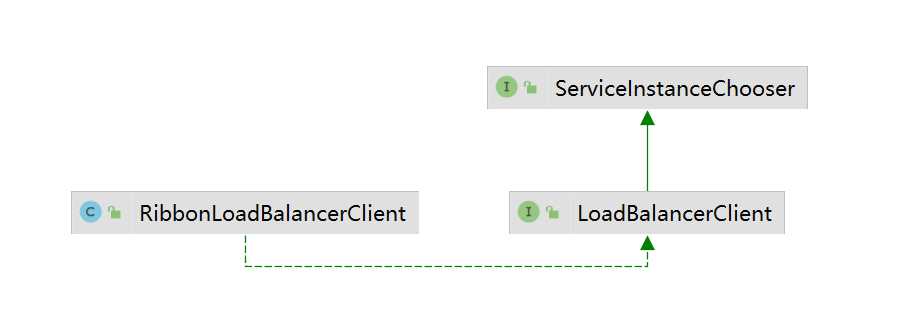 I ServiceInstanceChooser
C RibbonLoadBalancerClient
I LoadBalancerClient